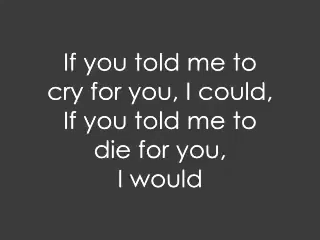 If you told me to
cry for you, I could,
If you told me to
die for you,
I would